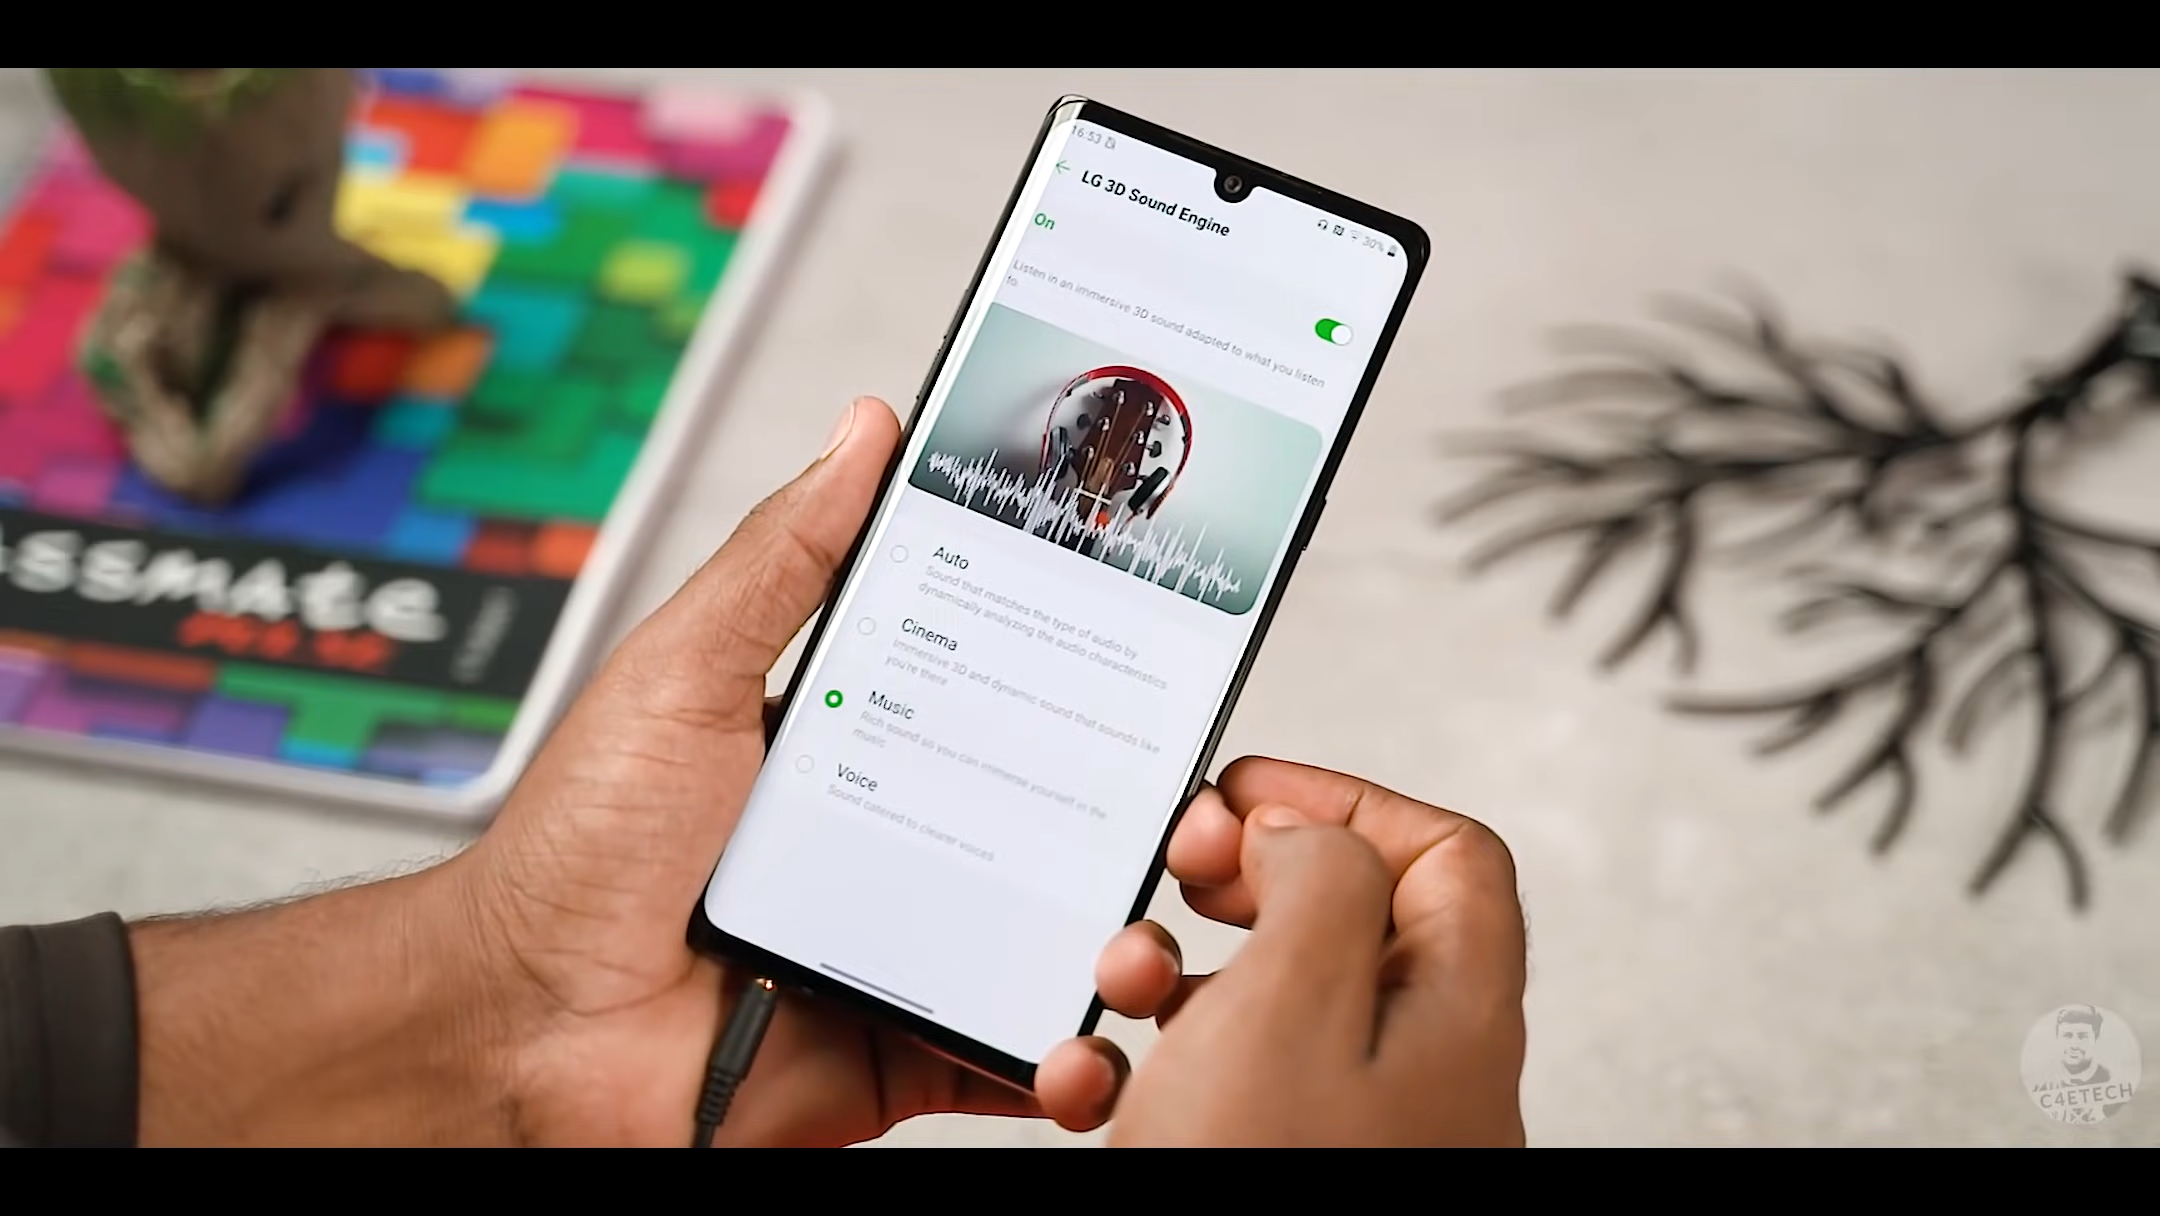 16:53
30%
LG 3D Sound Engine
On
Listen in an immersive 3D sound adapted to what you listen
to.
Auto
Sound that matches the type of audio by
dynamically analyzing the audio characteristics
Cinema
Immersive 3D and dynamic sound that sounds like
you're there
Music
Rich sound so you can immerse yourself in the
music
Voice
Sound catered to clearer voices
C4ETECH